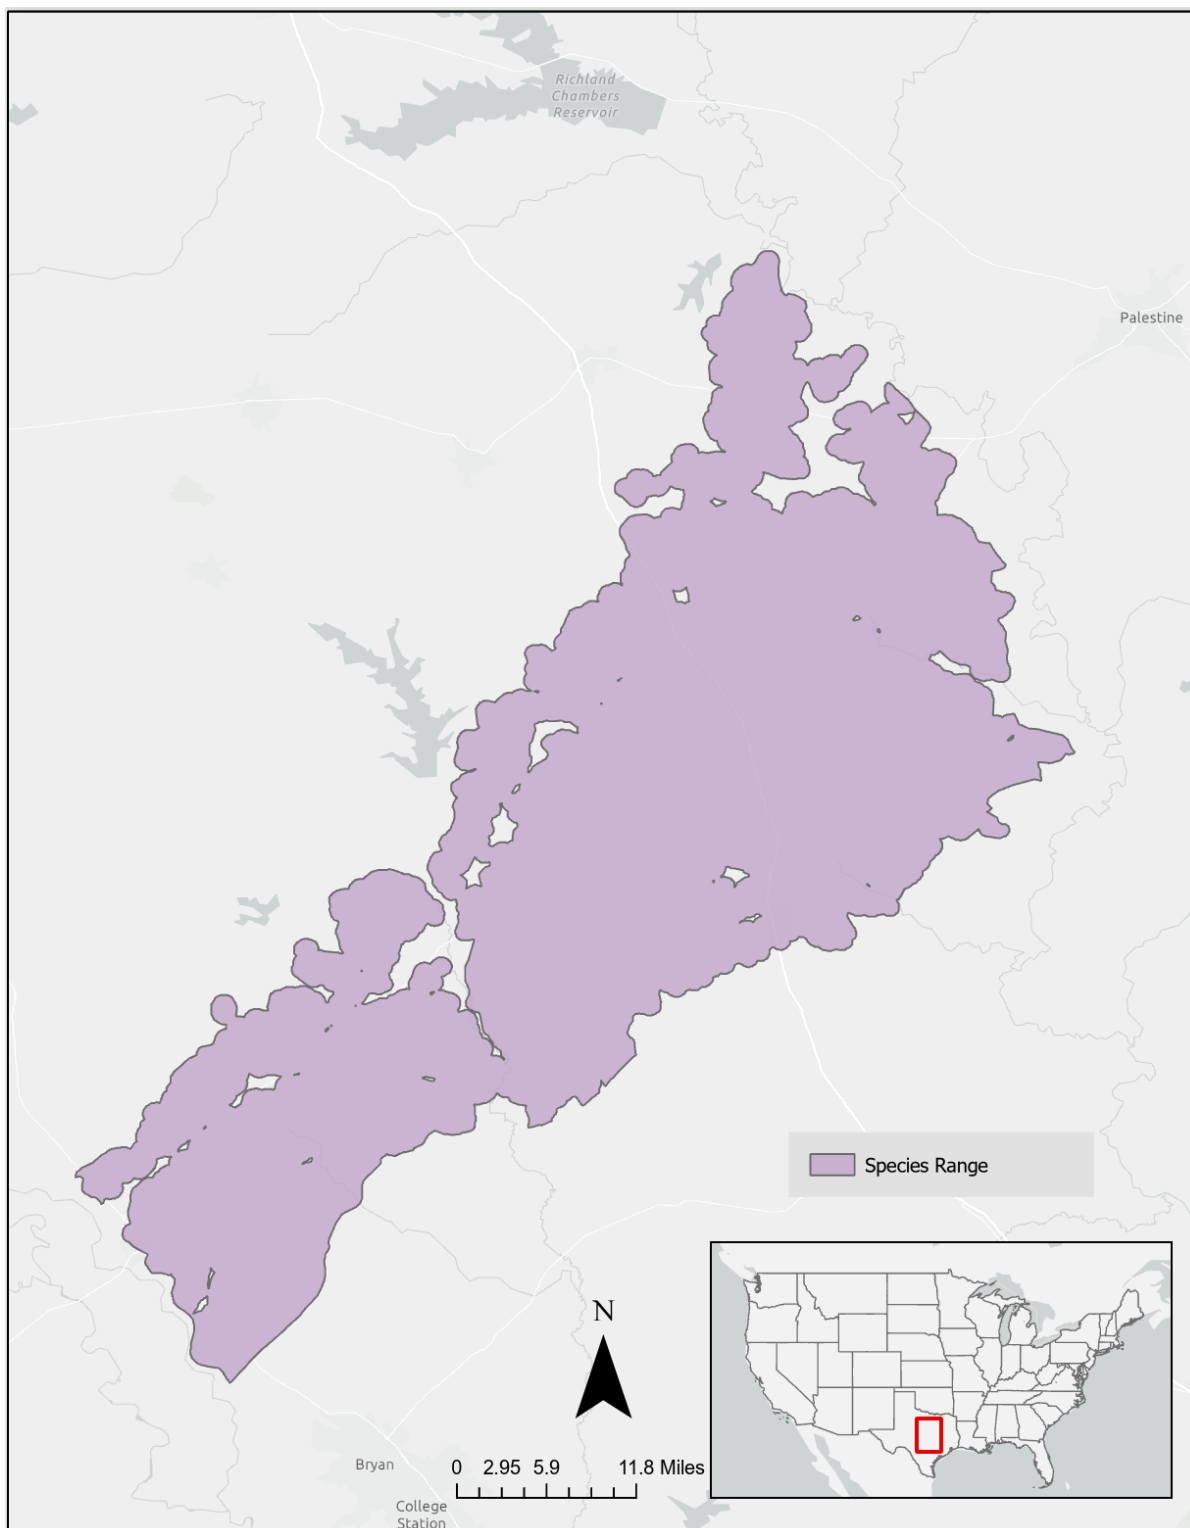 Richland
Chambers
Reservoir
Palestine
Species Range
N
Bryan
0 2.95 5.9 11.8 Miles
College
Station